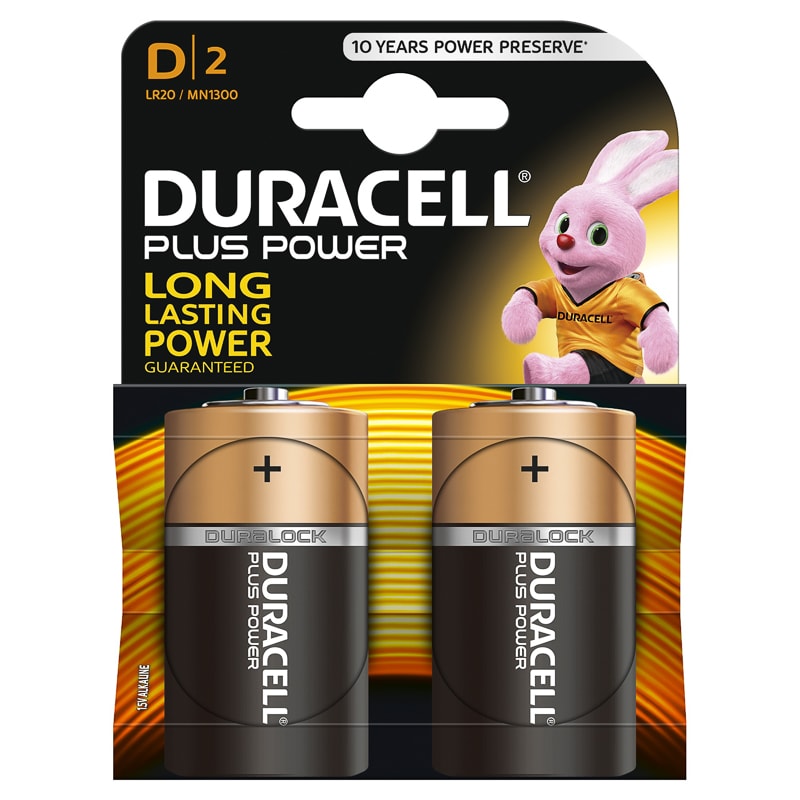 10 YEARS POWER PRESERVE*
D|2
LR20 / MN1300
DURACELL®
PLUS POWER
LONG
LASTING
POWER
GUARANTEED
DURACELL
+
+
DURALOCK
DURALOCK
DURACELL®
PLUS POWER
DURACELL®
PLUS POWER
1.5V ALKALINE